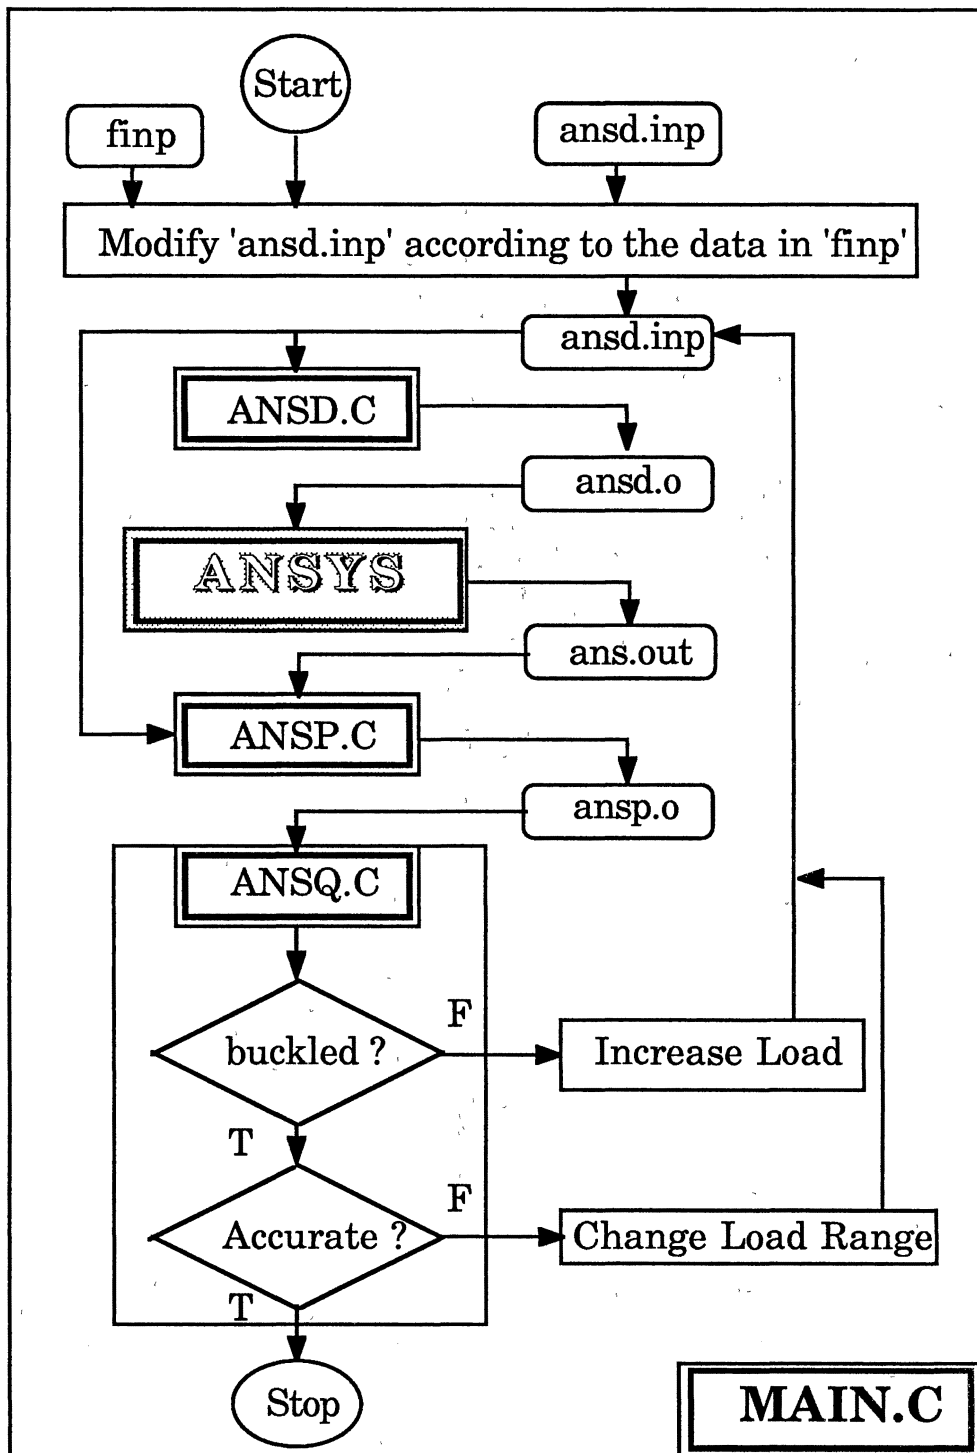 Start
finp
ansd.inp
Modify 'ansd.inp' according to the data in 'finp'
ansd.inp
ANSD.C
ansd.o
ANSYS
ans.out
ANSP.C
ansp.o
ANSQ.C
F
buckled ?
Increase Load
T
F
Accurate ?
Change Load Range
T
Stop
MAIN.C